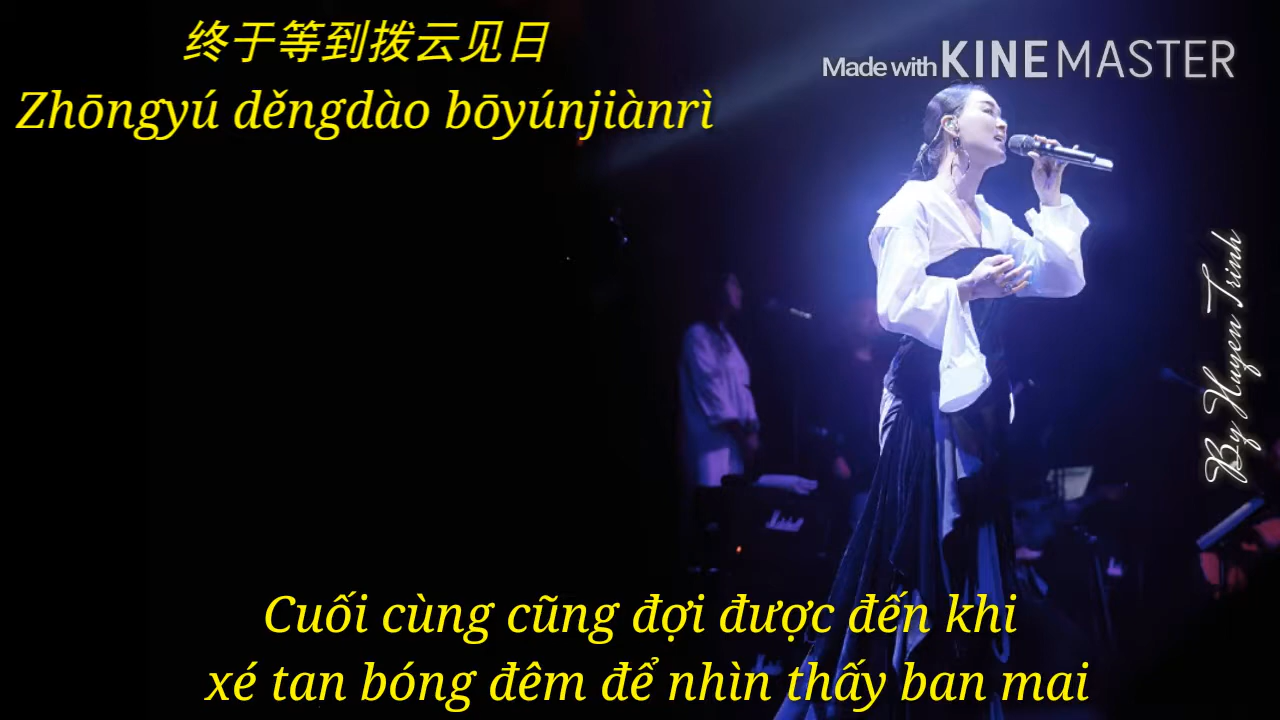 终于等到拨云见日
Zhōngyú děngdào bōyúnjiànrì
Made with KINEMASTER
By Huyen Trinh
Marshall
Cuối cùng cũng đợi được đến khi
xé tan bóng đêm để nhìn thấy ban mai